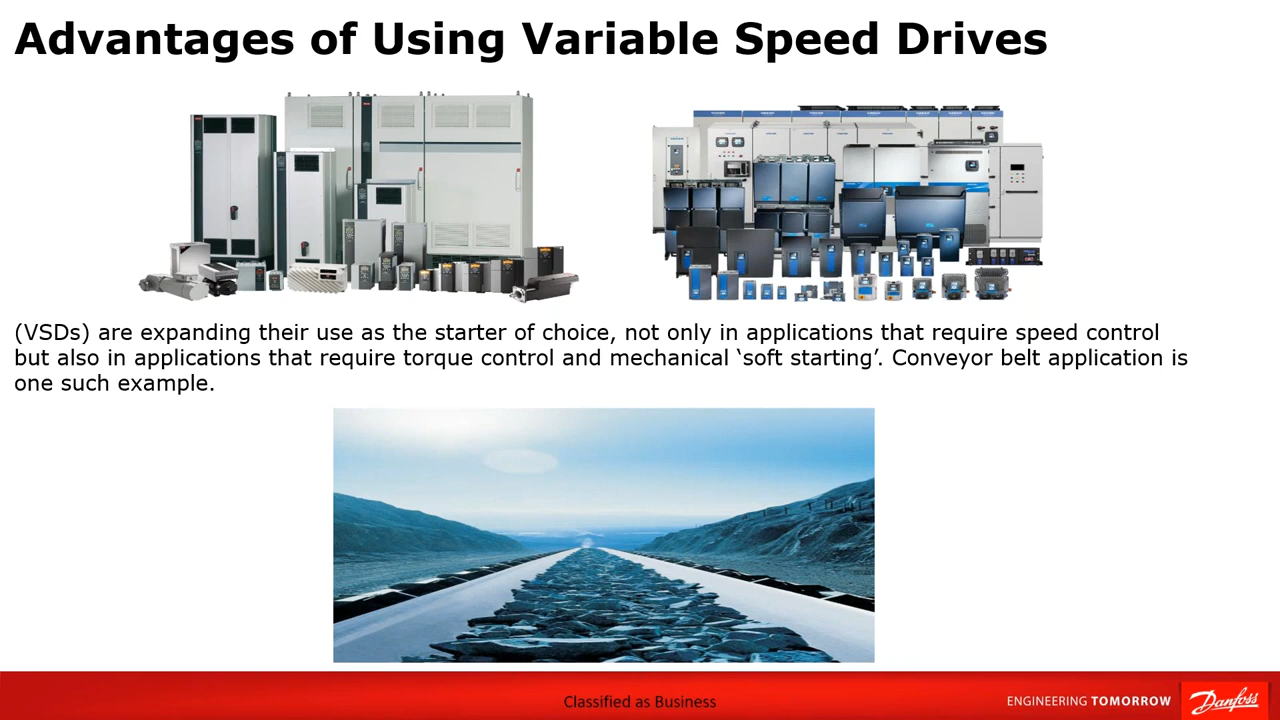 Advantages of Using Variable Speed Drives
(VSDs) are expanding their use as the starter of choice, not only in applications that require speed control
but also in applications that require torque control and mechanical ‘soft starting’. Conveyor belt application is
one such example.
Classified as Business
ENGINEERING TOMORROW
Danfoss